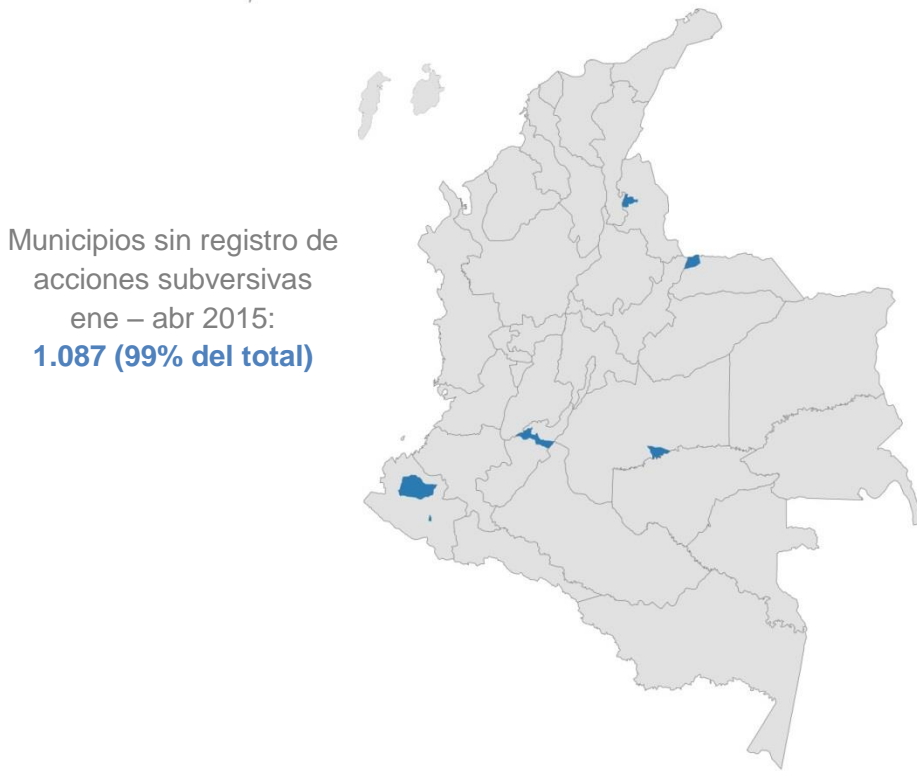 Municipios sin registro de
acciones subversivas
ene – abr 2015:
1.087 (99% del total)